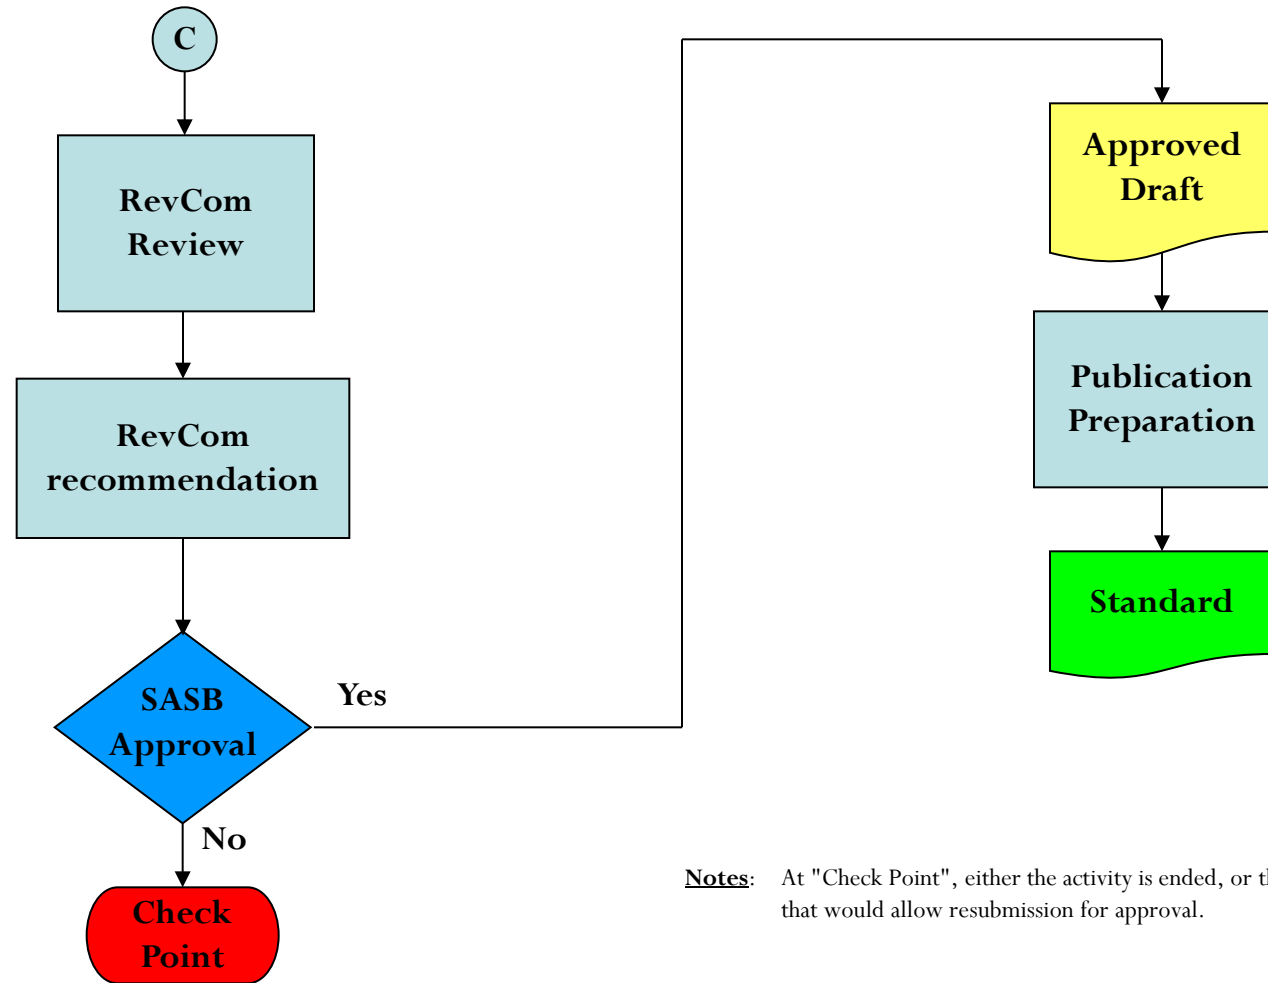 C
RevCom
Review
RevCom
recommendation
SASB
Approval
Yes
No
Check
Point
Approved
Draft
Publication
Preparation
Standard
Notes: At "Check Point", either the activity is ended, or
that would allow resubmission for approval.